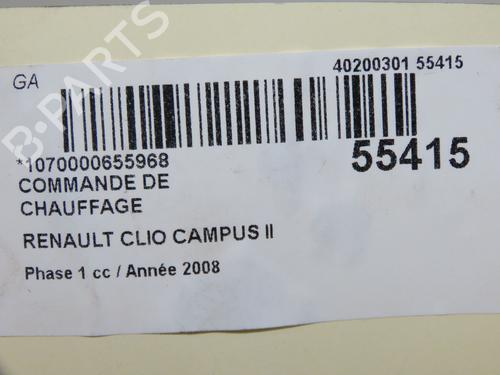 GA
40200301 55415
*1070000655968
55415
COMMANDE DE
CHAUFFAGE
RENAULT CLIO CAMPUS II
Phase 1 cc / Année 2008
B-PARTS